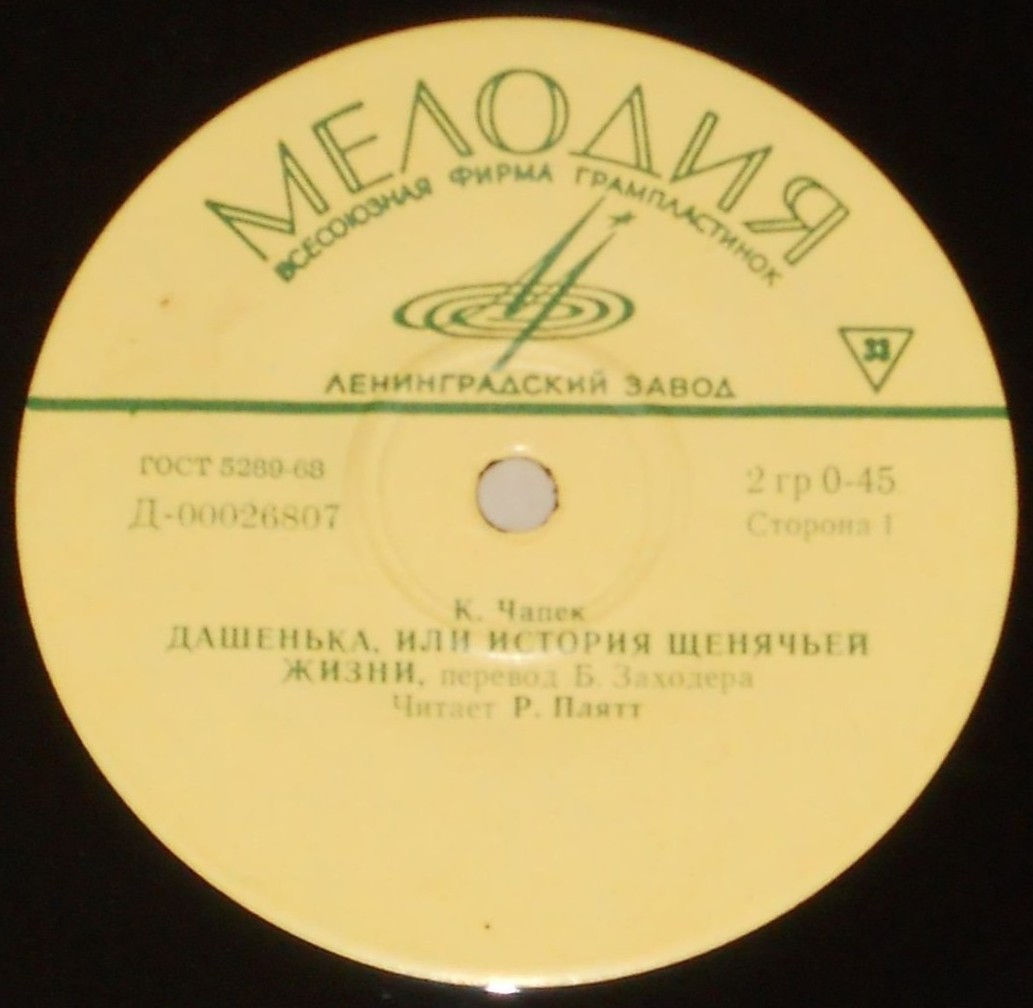 МЕЛОДИЯ
ВСЕСОЮЗНАЯ ФИРМА ГРАМПЛАСТИНОК
33
ЛЕНИНГРАДСКИЙ ЗАВОД
ГОСТ 5289-68
2 гр 0-45
Д-00026807
Сторона 1
К. Чапек
ДАШЕНЬКА, ИЛИ ИСТОРИЯ ЩЕНЯЧЬЕЙ
ЖИЗНИ, перевод Б. Заходера
Читает Р. Плятт